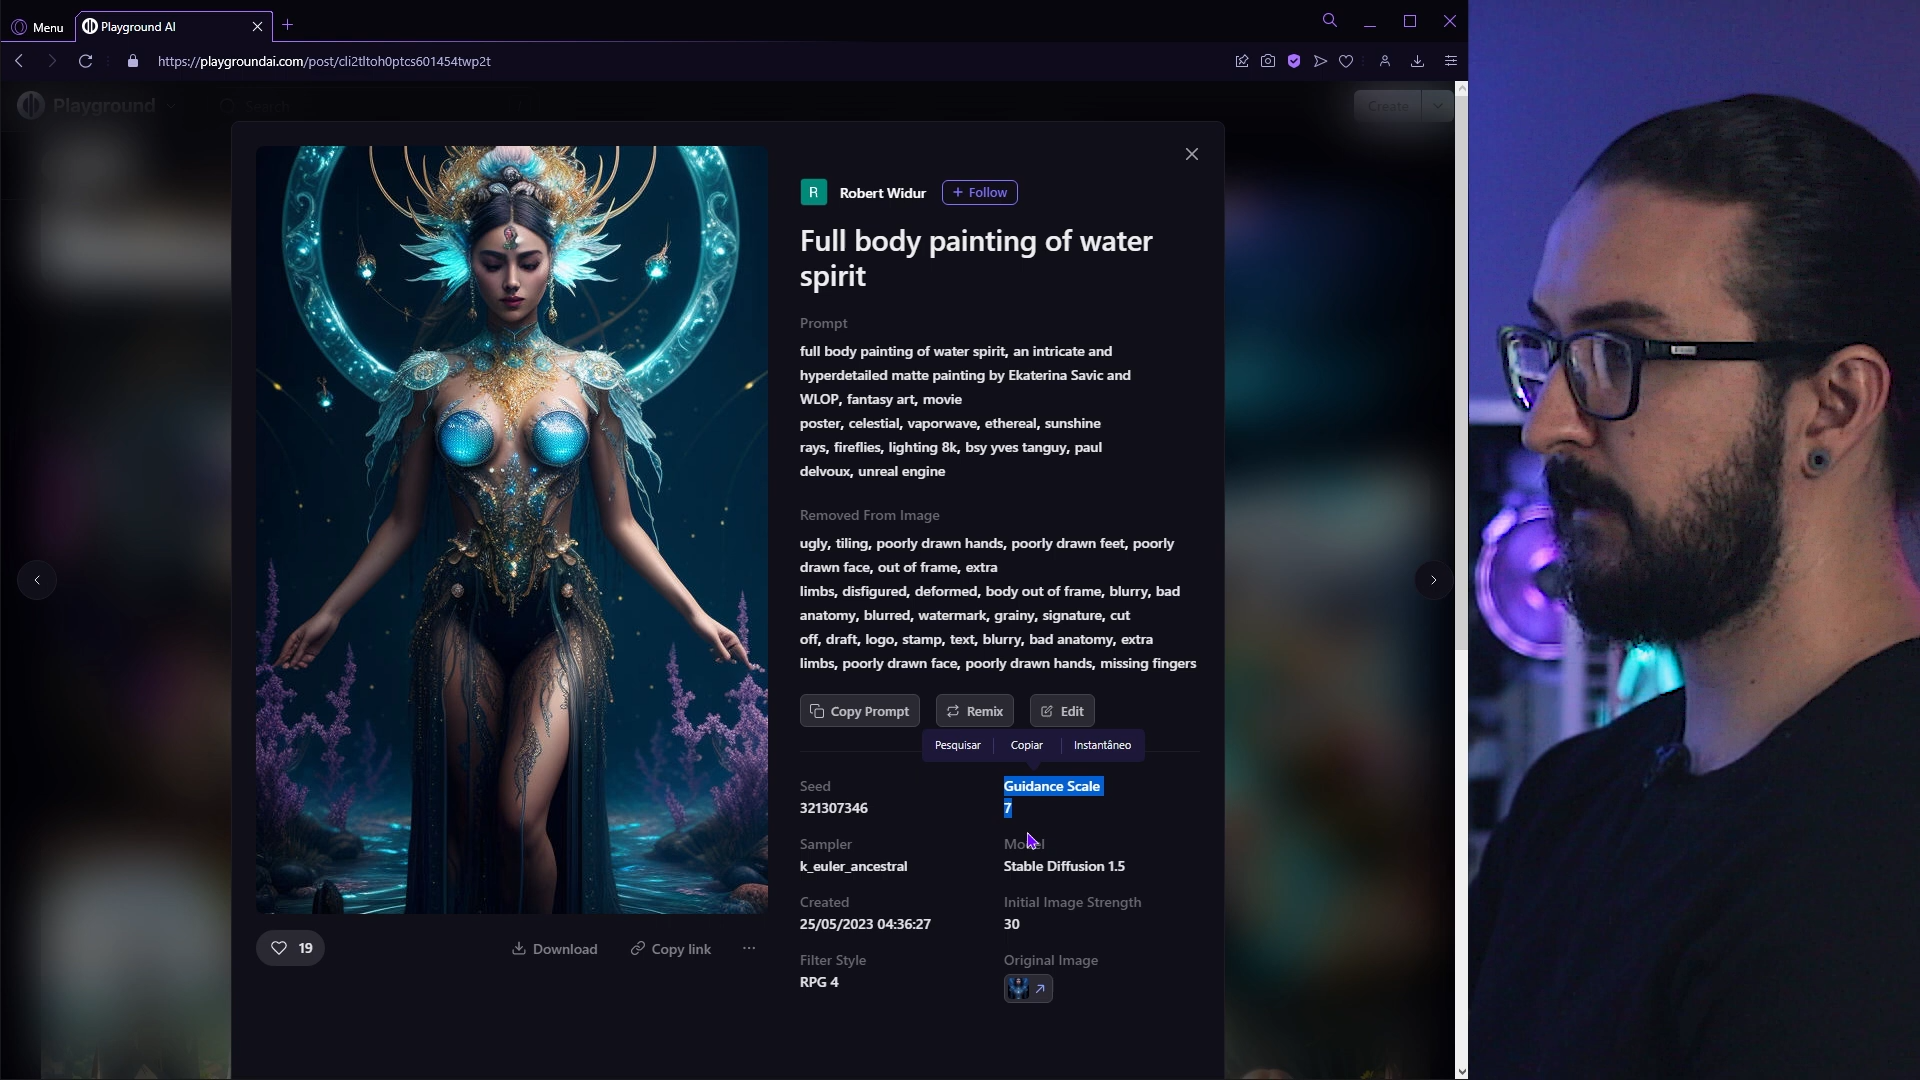 Menu
Playground AI
https://playgroundai.com/post/cli2tltoh0ptcs601454twp2t
Playground
Search
Create
R
Robert Widur
+ Follow
Full body painting of water
spirit
Prompt
full body painting of water spirit, an intricate and
hyperdetailed matte painting by Ekaterina Savic and
WLOP, fantasy art, movie
poster, celestial, vaporwave, ethereal, sunshine
rays, fireflies, lighting 8k, bsy yves tanguy, paul
delvoux, unreal engine
Removed From Image
ugly, tiling, poorly drawn hands, poorly drawn feet, poorly
drawn face, out of frame, extra
limbs, disfigured, deformed, body out of frame, blurry, bad
anatomy, blurred, watermark, grainy, signature, cut
off, draft, logo, stamp, text, blurry, bad anatomy, extra
limbs, poorly drawn face, poorly drawn hands, missing fingers
Copy Prompt
Remix
Edit
Pesquisar
Copiar
Instantâneo
Seed
321307346
Guidance Scale
7
Sampler
k_euler_ancestral
Model
Stable Diffusion 1.5
Created
25/05/2023 04:36:27
Initial Image Strength
30
Filter Style
RPG 4
Original Image
19
Download
Copy link